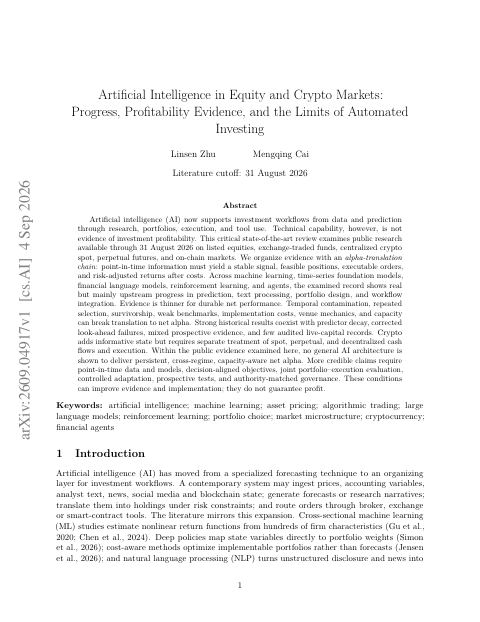 Artificial Intelligence in Equity and Crypto Markets:
Progress, Profitability Evidence, and the Limits of Automated
Investing
Linsen Zhu Mengqing Cai
Literature cutoff: 31 August 2026
Abstract
Artificial intelligence (AI) now supports investment workflows from data and prediction
through research, portfolios, execution, and tool use. Technical capability, however, is not
evidence of investment profitability. This critical state-of-the-art review examines public research
available through 31 August 2026 on listed equities, exchange-traded funds, centralized crypto
spot, perpetual futures, and on-chain markets. We organize evidence with an alpha-translation
chain: point-in-time information must yield a stable signal, feasible positions, executable orders,
and risk-adjusted returns after costs. Across machine learning, time-series foundation models,
financial language models, reinforcement learning, and agents, the examined record shows real
but mainly upstream progress in prediction, text processing, portfolio design, and workflow
integration. Evidence is thinner for durable net performance. Temporal contamination, repeated
selection, survivorship, weak benchmarks, implementation costs, venue mechanics, and capacity
can break translation to net alpha. Strong historical results coexist with predictor decay, corrected
look-ahead failures, mixed prospective evidence, and few audited live-capital records. Crypto
adds informative state but requires separate treatment of spot, perpetual, and decentralized cash
flows and execution. Within the public evidence examined here, no general AI architecture is
shown to deliver persistent, cross-regime, capacity-aware net alpha. More credible claims require
point-in-time data and models, decision-aligned objectives, joint portfolio–execution evaluation,
controlled adaptation, prospective tests, and authority-matched governance. These conditions
can improve evidence and implementation; they do not guarantee profit.
Keywords: artificial intelligence; machine learning; asset pricing; algorithmic trading; large
language models; reinforcement learning; portfolio choice; market microstructure; cryptocurrency;
financial agents
1 Introduction
Artificial intelligence (AI) has moved from a specialized forecasting technique to an organizing
layer for investment workflows. A contemporary system may ingest prices, accounting variables,
analyst text, news, social media and blockchain state; generate forecasts or research narratives;
translate them into holdings under risk constraints; and route orders through broker, exchange
or smart-contract tools. The literature mirrors this expansion. Cross-sectional machine learning
(ML) studies estimate nonlinear return functions from hundreds of firm characteristics (Gu et al.,
2020; Chen et al., 2024). Deep policies map state variables directly to portfolio weights (Simon
et al., 2026); cost-aware methods optimize implementable portfolios rather than forecasts (Jensen
et al., 2026); and natural language processing (NLP) turns unstructured disclosure and news into
1
arXiv:2609.04917v1 [cs.AI] 4 Sep 2026